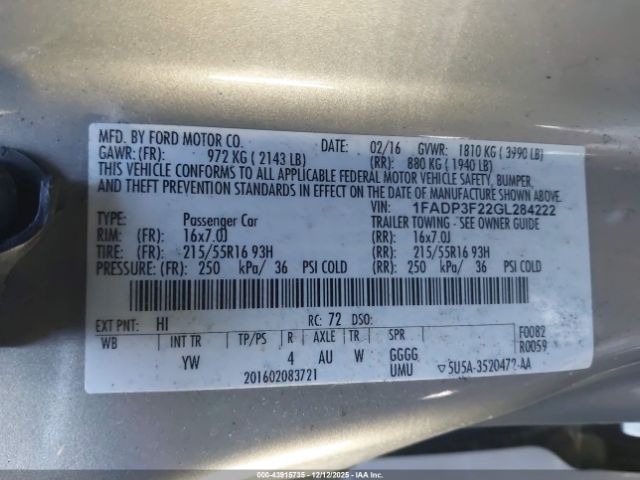 MFD. BY FORD MOTOR CO.
DATE: 02/16 GVWR: 1810 KG ( 3990 LB)
GAWR: (FR): 972 KG ( 2143 LB) (RR): 880 KG ( 1940 LB)
THIS VEHICLE CONFORMS TO ALL APPLICABLE FEDERAL MOTOR VEHICLE SAFETY, BUMPER,
AND THEFT PREVENTION STANDARDS IN EFFECT ON THE DATE OF MANUFACTURE SHOWN ABOVE.
VIN: 1FADP3F22GL284222
TYPE: Passenger Car TRAILER TOWING - SEE OWNER GUIDE
RIM: (FR): 16x7.0J (RR): 16x7.0J
TIRE: (FR): 215/55R16 93H (RR): 215/55R16 93H
PRESSURE: (FR): 250 kPa/ 36 PSI COLD (RR): 250 kPa/ 36 PSI COLD
EXT PNT: HI RC: 72 DSO:
WB INT TR TP/PS R AXLE TR SPR F0082
YW 4 AU W GGGG R0059
201602083721 UMU ▽ 5U5A-3520472-AA
000-43915735 - 12/12/2025 - IAAI.CA